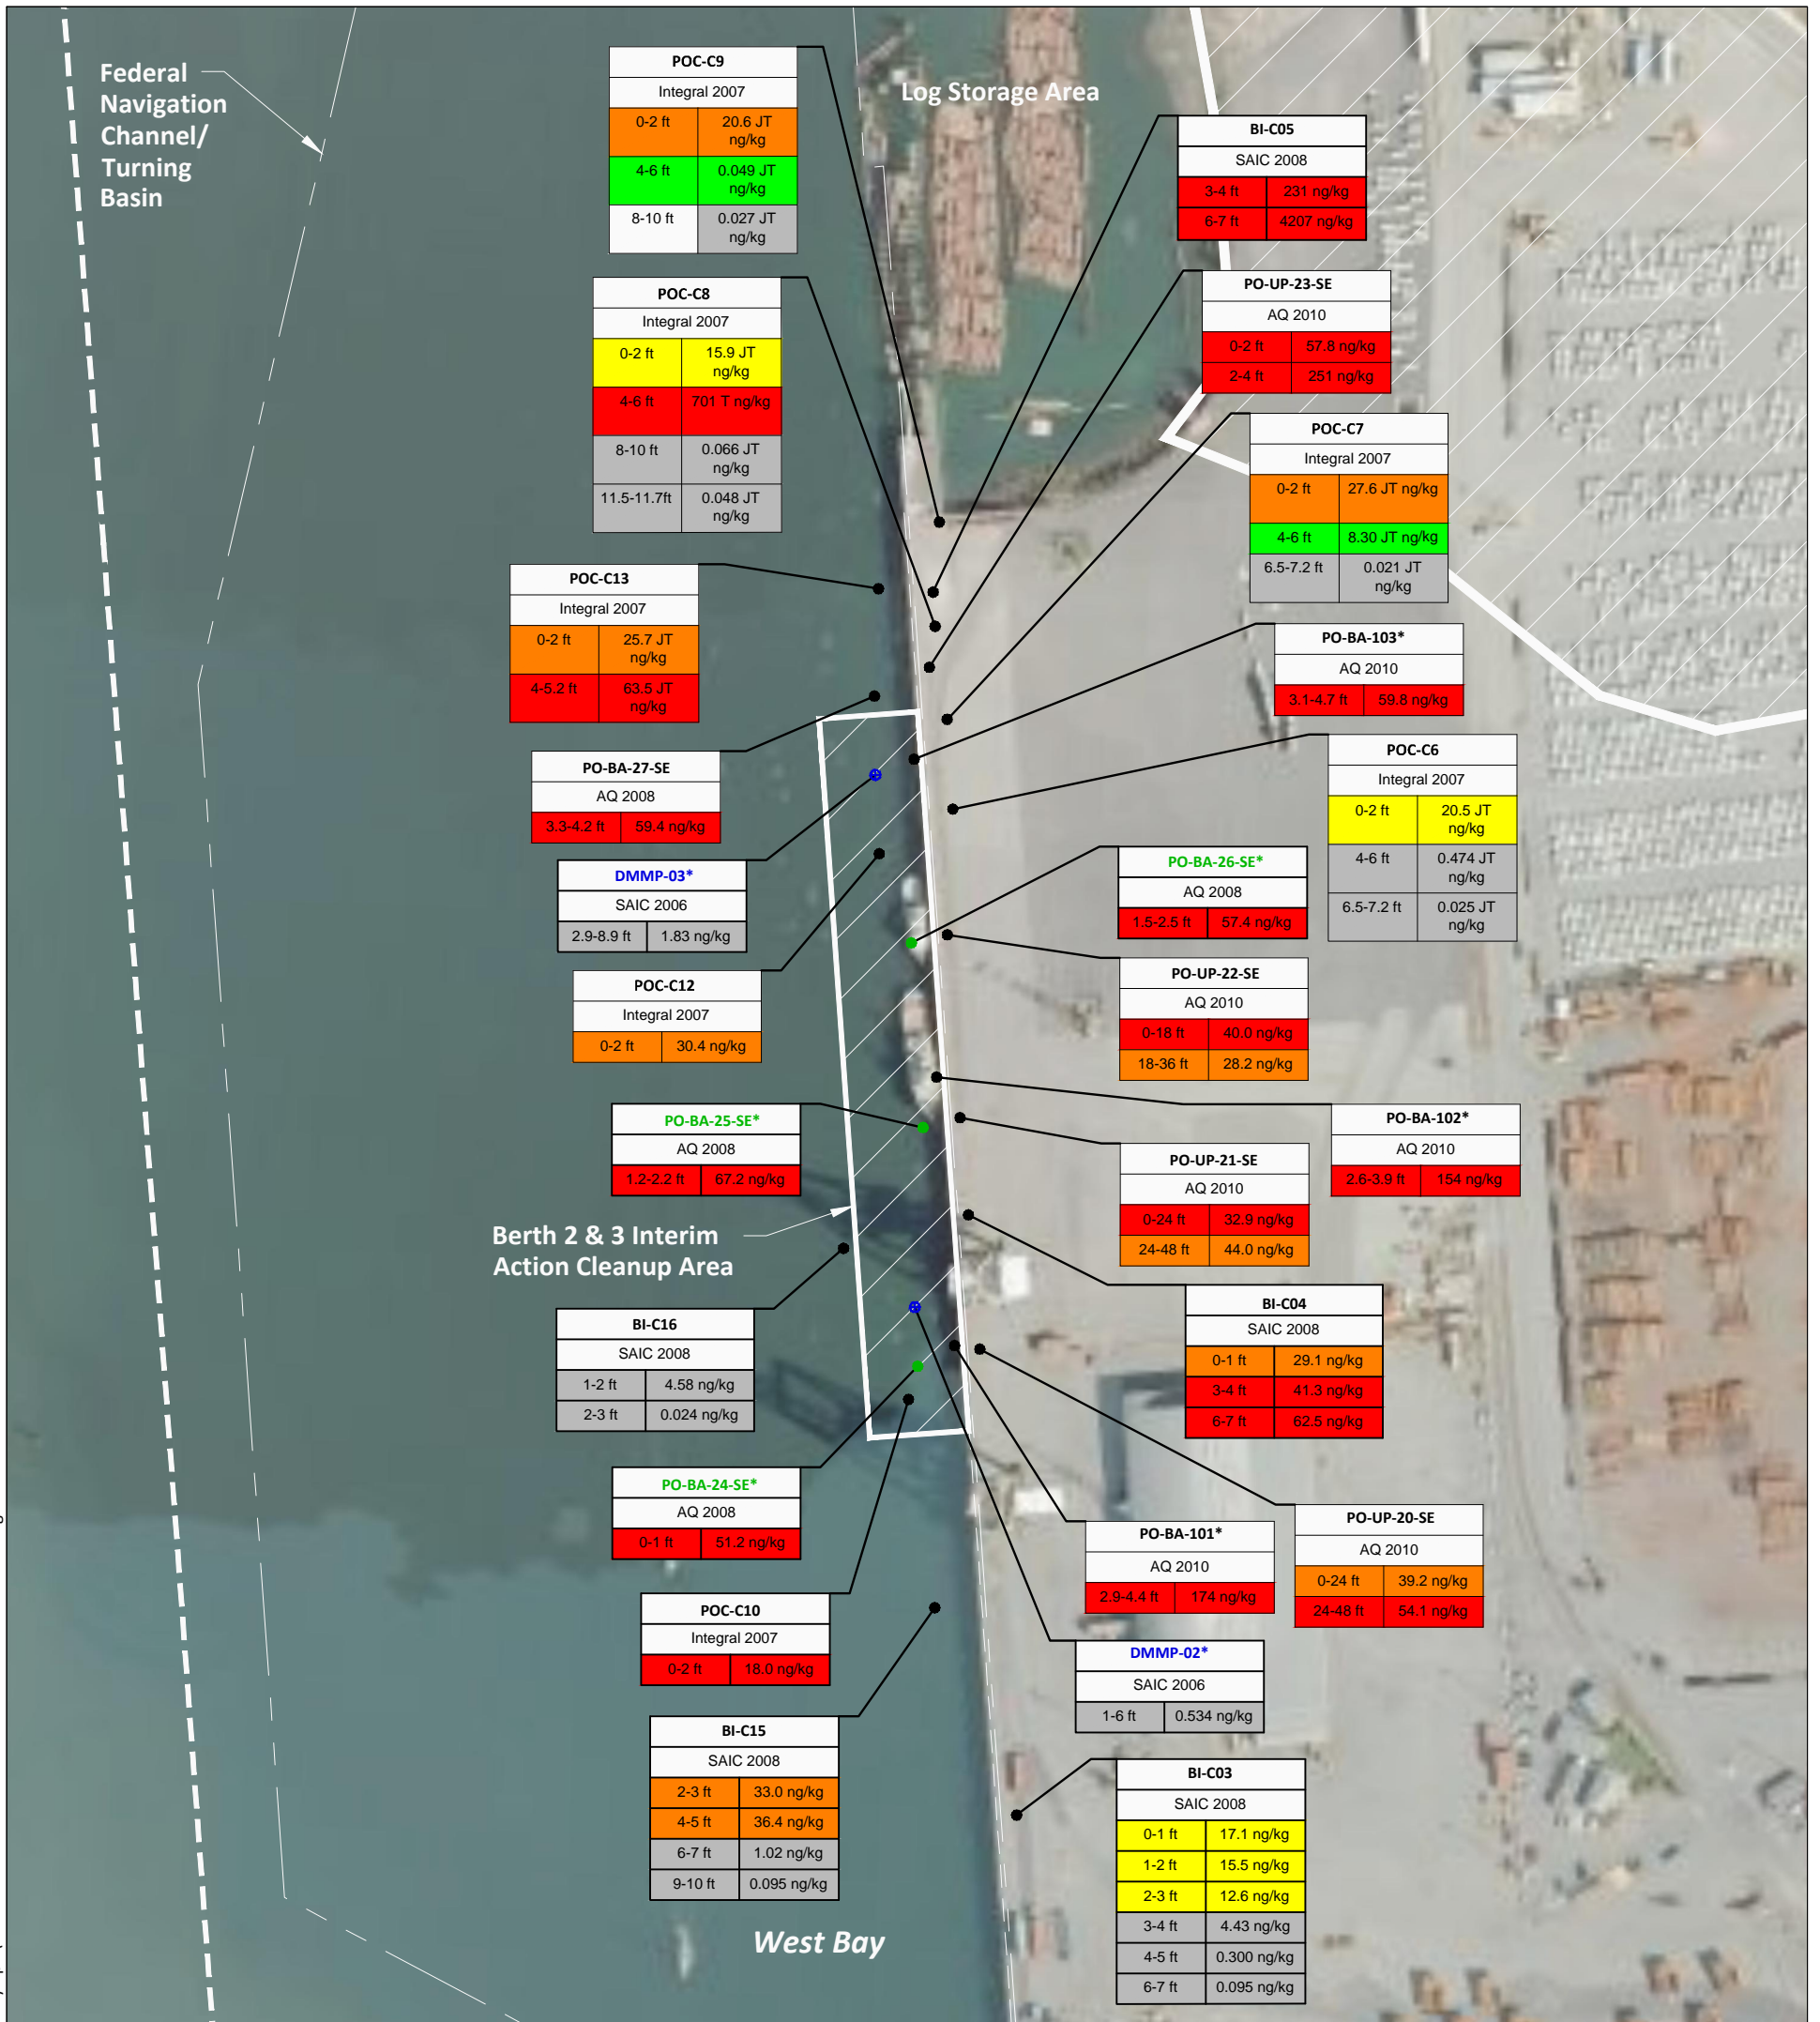 Federal
Navigation
Channel/
Turning
Basin
POC-C9
Integral 2007
0-2 ft 20.6 JT
ng/kg
4-6 ft 0.049 JT
ng/kg
8-10 ft 0.027 JT
ng/kg
Log Storage Area
BI-C05
SAIC 2008
3-4 ft 231 ng/kg
6-7 ft 4207 ng/kg
POC-C8
Integral 2007
0-2 ft 15.9 JT
ng/kg
4-6 ft 701 T ng/kg
8-10 ft 0.066 JT
ng/kg
11.5-11.7ft 0.048 JT
ng/kg
PO-UP-23-SE
AQ 2010
0-2 ft 57.8 ng/kg
2-4 ft 251 ng/kg
POC-C7
Integral 2007
0-2 ft 27.6 JT ng/kg
4-6 ft 8.30 JT ng/kg
6.5-7.2 ft 0.021 JT
ng/kg
POC-C13
Integral 2007
0-2 ft 25.7 JT
ng/kg
4-5.2 ft 63.5 JT
ng/kg
PO-BA-103*
AQ 2010
3.1-4.7 ft 59.8 ng/kg
PO-BA-27-SE
AQ 2008
3.3-4.2 ft 59.4 ng/kg
POC-C6
Integral 2007
0-2 ft 20.5 JT
ng/kg
4-6 ft 0.474 JT
ng/kg
6.5-7.2 ft 0.025 JT
ng/kg
DMMP-03*
SAIC 2006
2.9-8.9 ft 1.83 ng/kg
PO-BA-26-SE*
AQ 2008
1.5-2.5 ft 57.4 ng/kg
POC-C12
Integral 2007
0-2 ft 30.4 ng/kg
PO-UP-22-SE
AQ 2010
0-18 ft 40.0 ng/kg
18-36 ft 28.2 ng/kg
PO-BA-25-SE*
AQ 2008
1.2-2.2 ft 67.2 ng/kg
PO-BA-102*
AQ 2010
2.6-3.9 ft 154 ng/kg
PO-UP-21-SE
AQ 2010
0-24 ft 32.9 ng/kg
24-48 ft 44.0 ng/kg
Berth 2 & 3 Interim
Action Cleanup Area
BI-C16
SAIC 2008
1-2 ft 4.58 ng/kg
2-3 ft 0.024 ng/kg
BI-C04
SAIC 2008
0-1 ft 29.1 ng/kg
3-4 ft 41.3 ng/kg
6-7 ft 62.5 ng/kg
PO-BA-24-SE*
AQ 2008
0-1 ft 51.2 ng/kg
PO-BA-101*
AQ 2010
2.9-4.4 ft 174 ng/kg
PO-UP-20-SE
AQ 2010
0-24 ft 39.2 ng/kg
24-48 ft 54.1 ng/kg
POC-C10
Integral 2007
0-2 ft 18.0 ng/kg
DMMP-02*
SAIC 2006
1-6 ft 0.534 ng/kg
BI-C15
SAIC 2008
2-3 ft 33.0 ng/kg
4-5 ft 36.4 ng/kg
6-7 ft 1.02 ng/kg
9-10 ft 0.095 ng/kg
BI-C03
SAIC 2008
0-1 ft 17.1 ng/kg
1-2 ft 15.5 ng/kg
2-3 ft 12.6 ng/kg
3-4 ft 4.43 ng/kg
4-5 ft 0.300 ng/kg
6-7 ft 0.095 ng/kg
West Bay